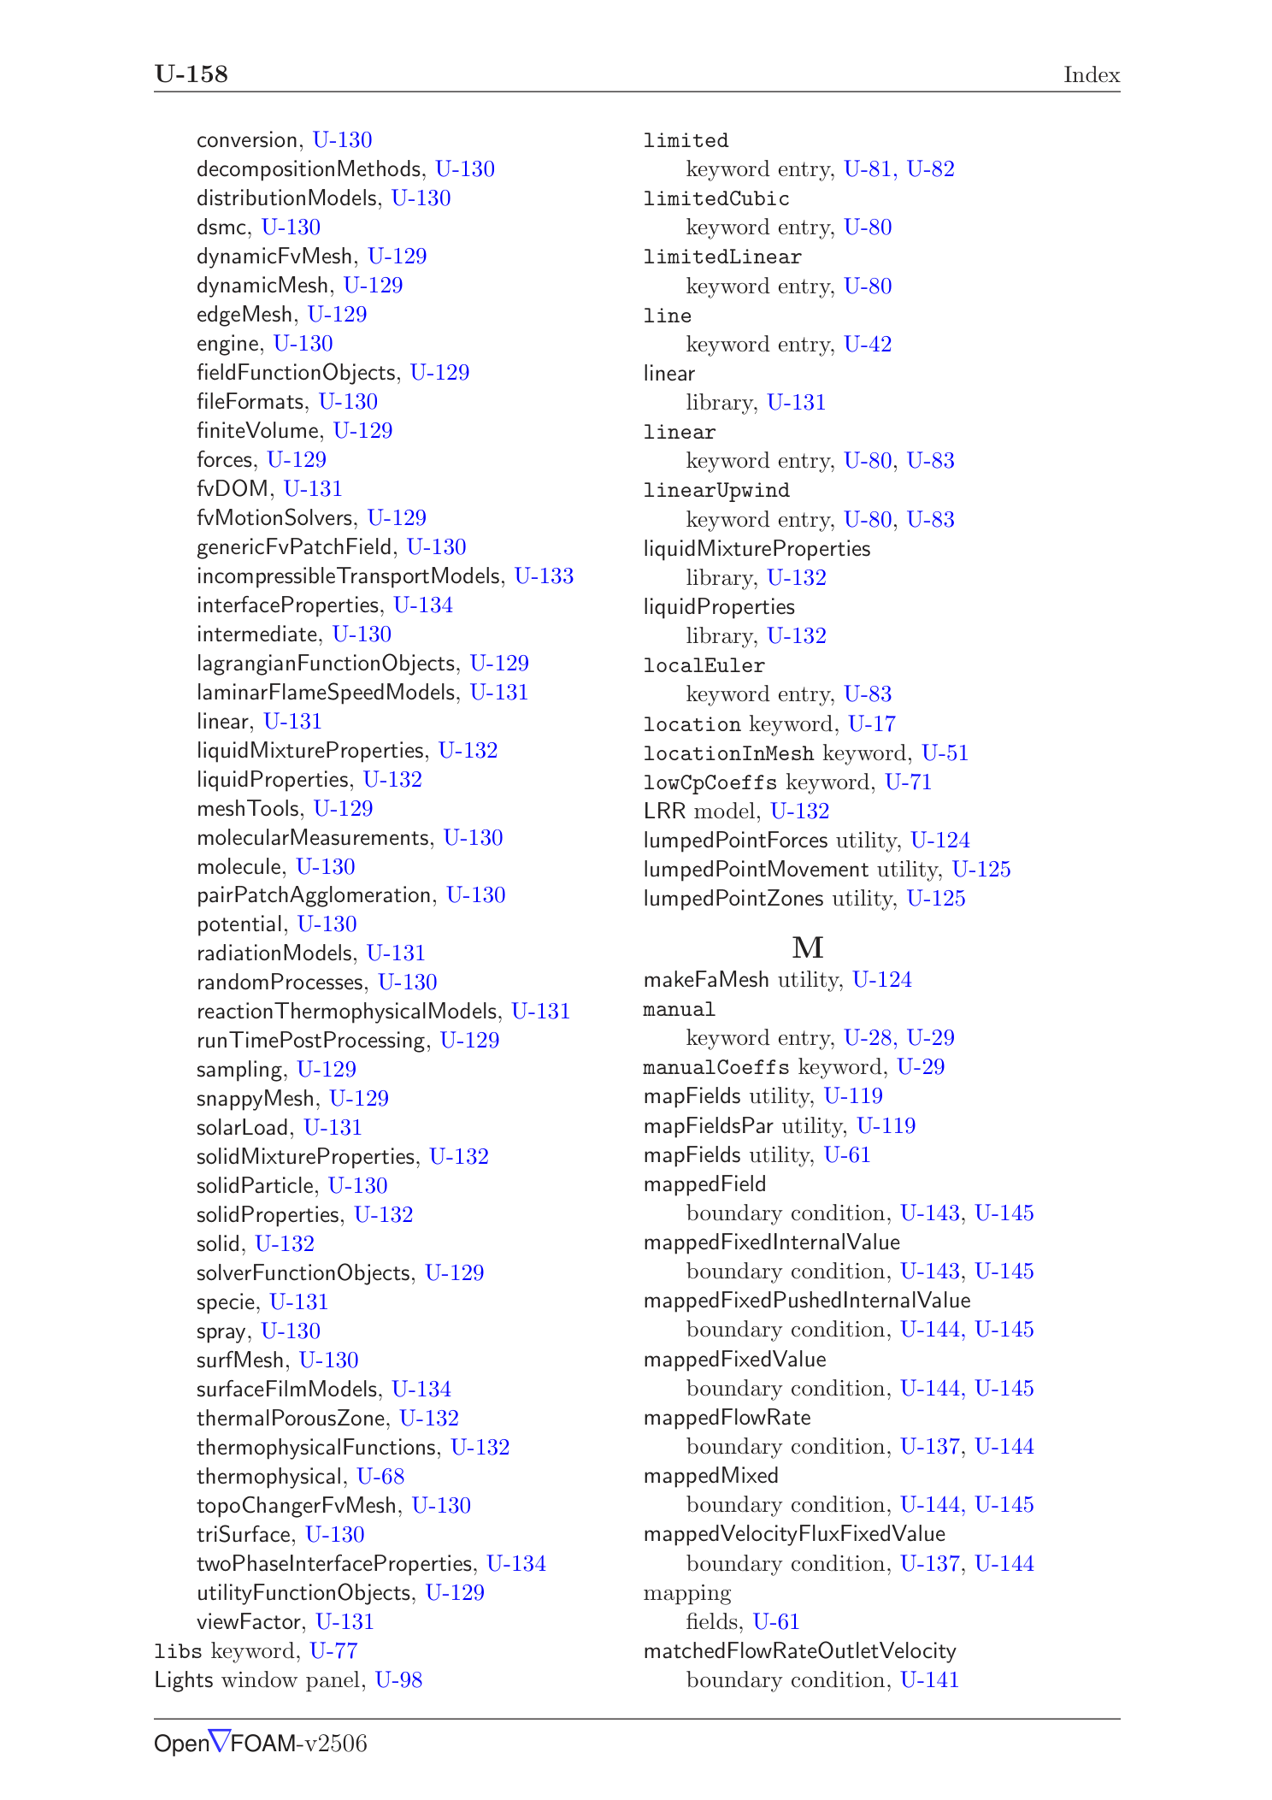 U-158 Index
conversion, U-130
decompositionMethods, U-130
distributionModels, U-130
dsmc, U-130
dynamicFvMesh, U-129
dynamicMesh, U-129
edgeMesh, U-129
engine, U-130
fieldFunctionObjects, U-129
fileFormats, U-130
finiteVolume, U-129
forces, U-129
fvDOM, U-131
fvMotionSolvers, U-129
genericFvPatchField, U-130
incompressibleTransportModels, U-133
interfaceProperties, U-134
intermediate, U-130
lagrangianFunctionObjects, U-129
laminarFlameSpeedModels, U-131
linear, U-131
liquidMixtureProperties, U-132
liquidProperties, U-132
meshTools, U-129
molecularMeasurements, U-130
molecule, U-130
pairPatchAgglomeration, U-130
potential, U-130
radiationModels, U-131
randomProcesses, U-130
reactionThermophysicalModels, U-131
runTimePostProcessing, U-129
sampling, U-129
snappyMesh, U-129
solarLoad, U-131
solidMixtureProperties, U-132
solidParticle, U-130
solidProperties, U-132
solid, U-132
solverFunctionObjects, U-129
specie, U-131
spray, U-130
surfMesh, U-130
surfaceFilmModels, U-134
thermalPorousZone, U-132
thermophysicalFunctions, U-132
thermophysical, U-68
topoChangerFvMesh, U-130
triSurface, U-130
twoPhaseInterfaceProperties, U-134
utilityFunctionObjects, U-129
viewFactor, U-131
libs keyword, U-77
Lights window panel, U-98
limited
keyword entry, U-81, U-82
limitedCubic
keyword entry, U-80
limitedLinear
keyword entry, U-80
line
keyword entry, U-42
linear
library, U-131
linear
keyword entry, U-80, U-83
linearUpwind
keyword entry, U-80, U-83
liquidMixtureProperties
library, U-132
liquidProperties
library, U-132
localEuler
keyword entry, U-83
location keyword, U-17
locationInMesh keyword, U-51
lowCpCoeffs keyword, U-71
LRR model, U-132
lumpedPointForces utility, U-124
lumpedPointMovement utility, U-125
lumpedPointZones utility, U-125
M
makeFaMesh utility, U-124
manual
keyword entry, U-28, U-29
manualCoeffs keyword, U-29
mapFields utility, U-119
mapFieldsPar utility, U-119
mapFields utility, U-61
mappedField
boundary condition, U-143, U-145
mappedFixedInternalValue
boundary condition, U-143, U-145
mappedFixedPushedInternalValue
boundary condition, U-144, U-145
mappedFixedValue
boundary condition, U-144, U-145
mappedFlowRate
boundary condition, U-137, U-144
mappedMixed
boundary condition, U-144, U-145
mappedVelocityFluxFixedValue
boundary condition, U-137, U-144
mapping
fields, U-61
matchedFlowRateOutletVelocity
boundary condition, U-141
Open▽FOAM-v2506